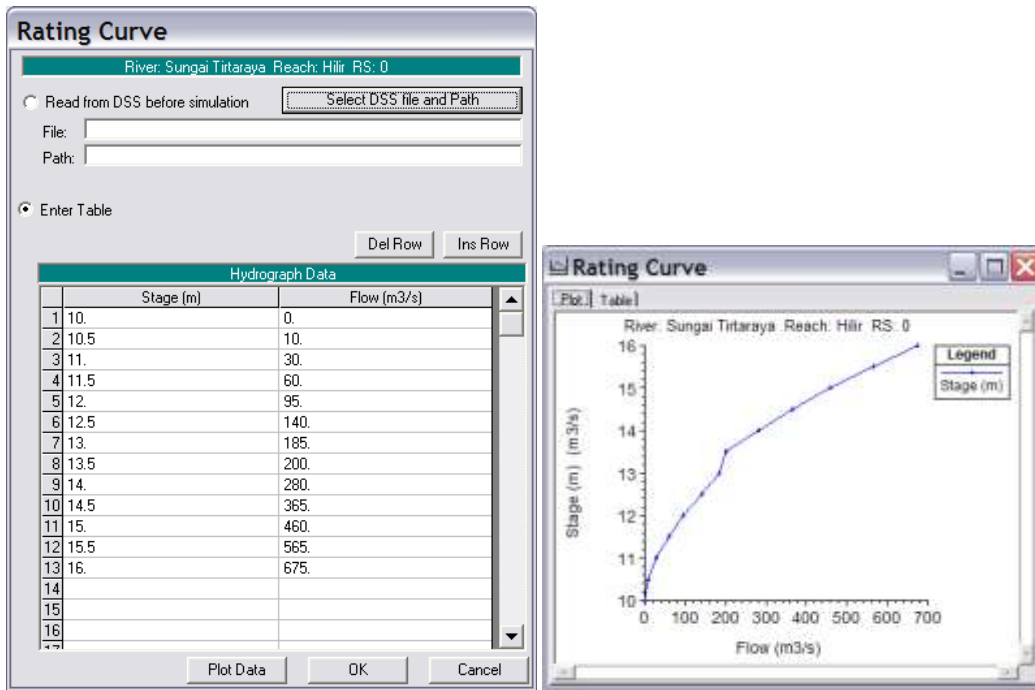 Rating Curve
River: Sungai Tirtaraya Reach: Hilir RS: 0
Read from DSS before simulation
Select DSS file and Path
File:
Path:
Enter Table
Del Row
Ins Row
Hydrograph Data
Stage (m) Flow (m3/s)
1 10. 0.
2 10.5 10.
3 11. 30.
4 11.5 60.
5 12. 95.
6 12.5 140.
7 13. 185.
8 13.5 200.
9 14. 280.
10 14.5 365.
11 15. 460.
12 15.5 565.
13 16. 675.
14
15
16
17
Plot Data
OK
Cancel
Rating Curve
Plot Table
River: Sungai Tirtaraya Reach: Hilir RS: 0
Legend
Stage (m)
Stage (m) (m3/s)
16
15
14
13
12
11
10
0 100 200 300 400 500 600 700
Flow (m3/s)